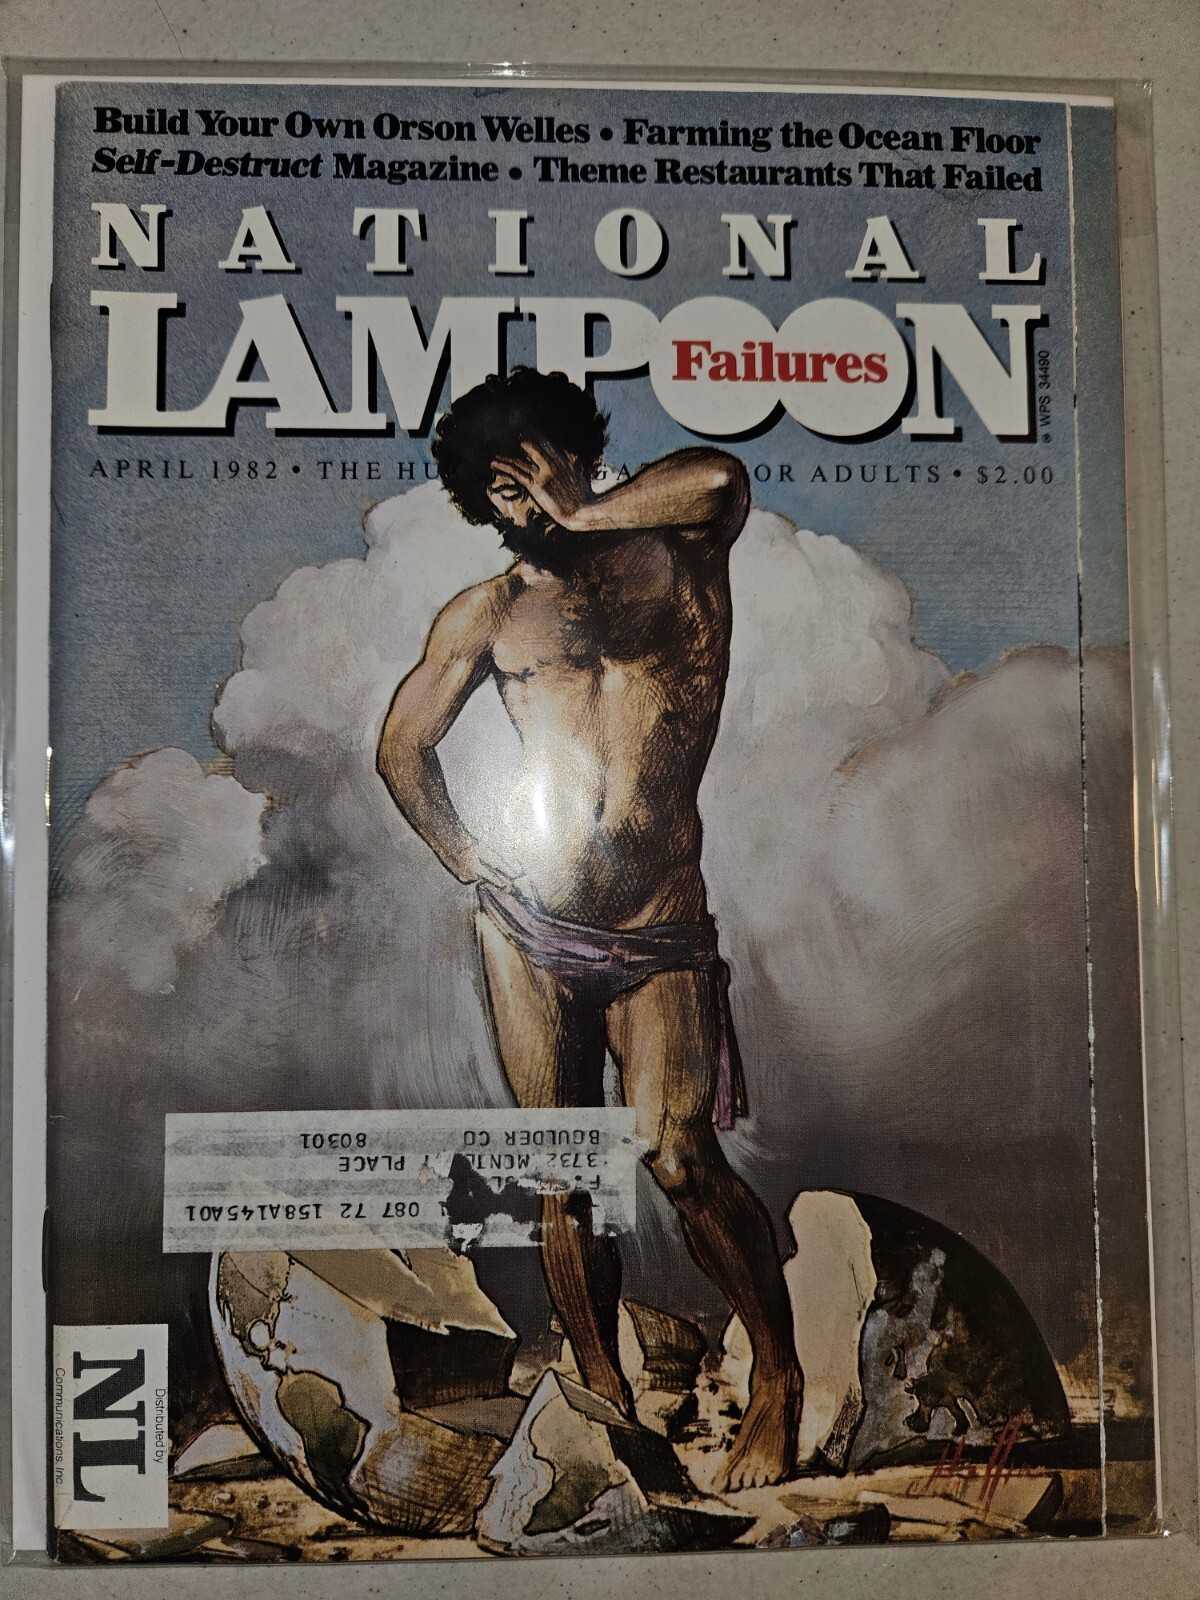 Build Your Own Orson Welles • Farming the Ocean Floor
Self-Destruct Magazine • Theme Restaurants That Failed
NATIONAL
LAMPOON
Failures
® WPS 34490
APRIL 1982 • THE HU GA OR ADULTS • $2.00
087 72 158A145A01
3732 PLACE
BOULDER CO 80301
NL
Distributed by
Communications, Inc.